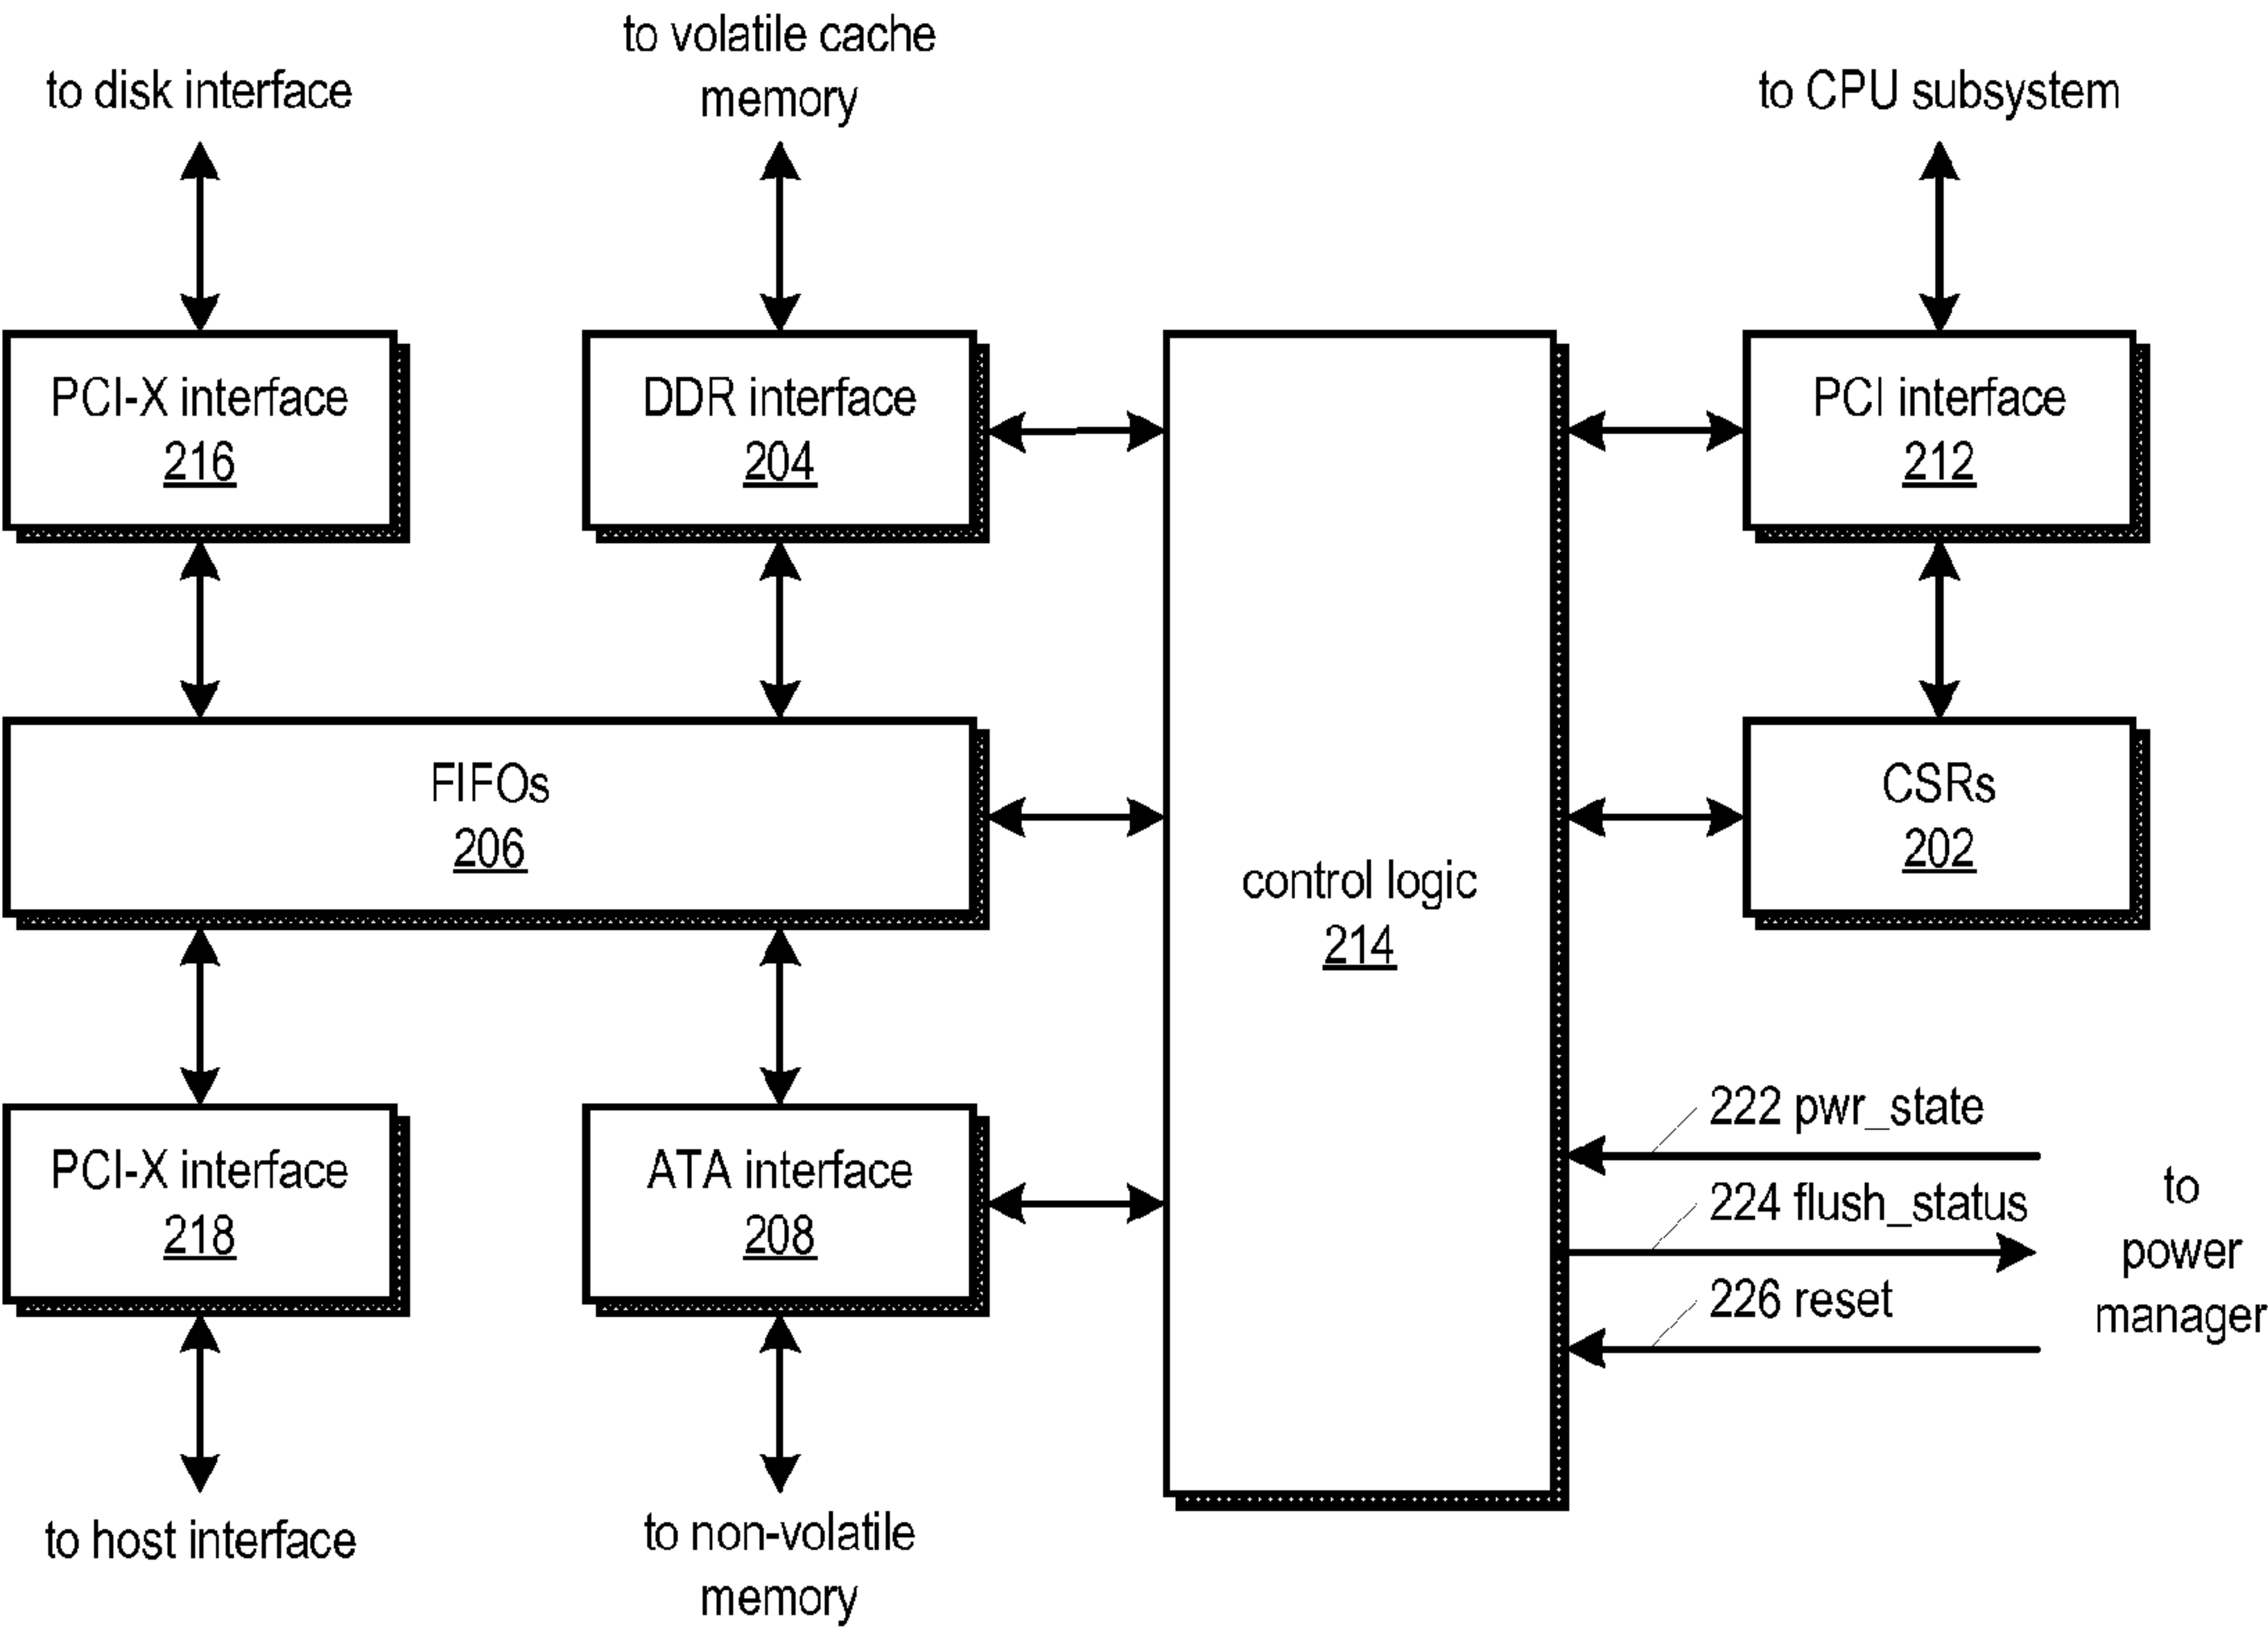 to disk interface
to volatile cache
memory
to CPU subsystem
PCI-X interface
216
DDR interface
204
PCI interface
212
FIFOs
206
control logic
214
CSRs
202
PCI-X interface
218
ATA interface
208
222 pwr_state
224 flush_status
226 reset
to
power
manager
to host interface
to non-volatile
memory